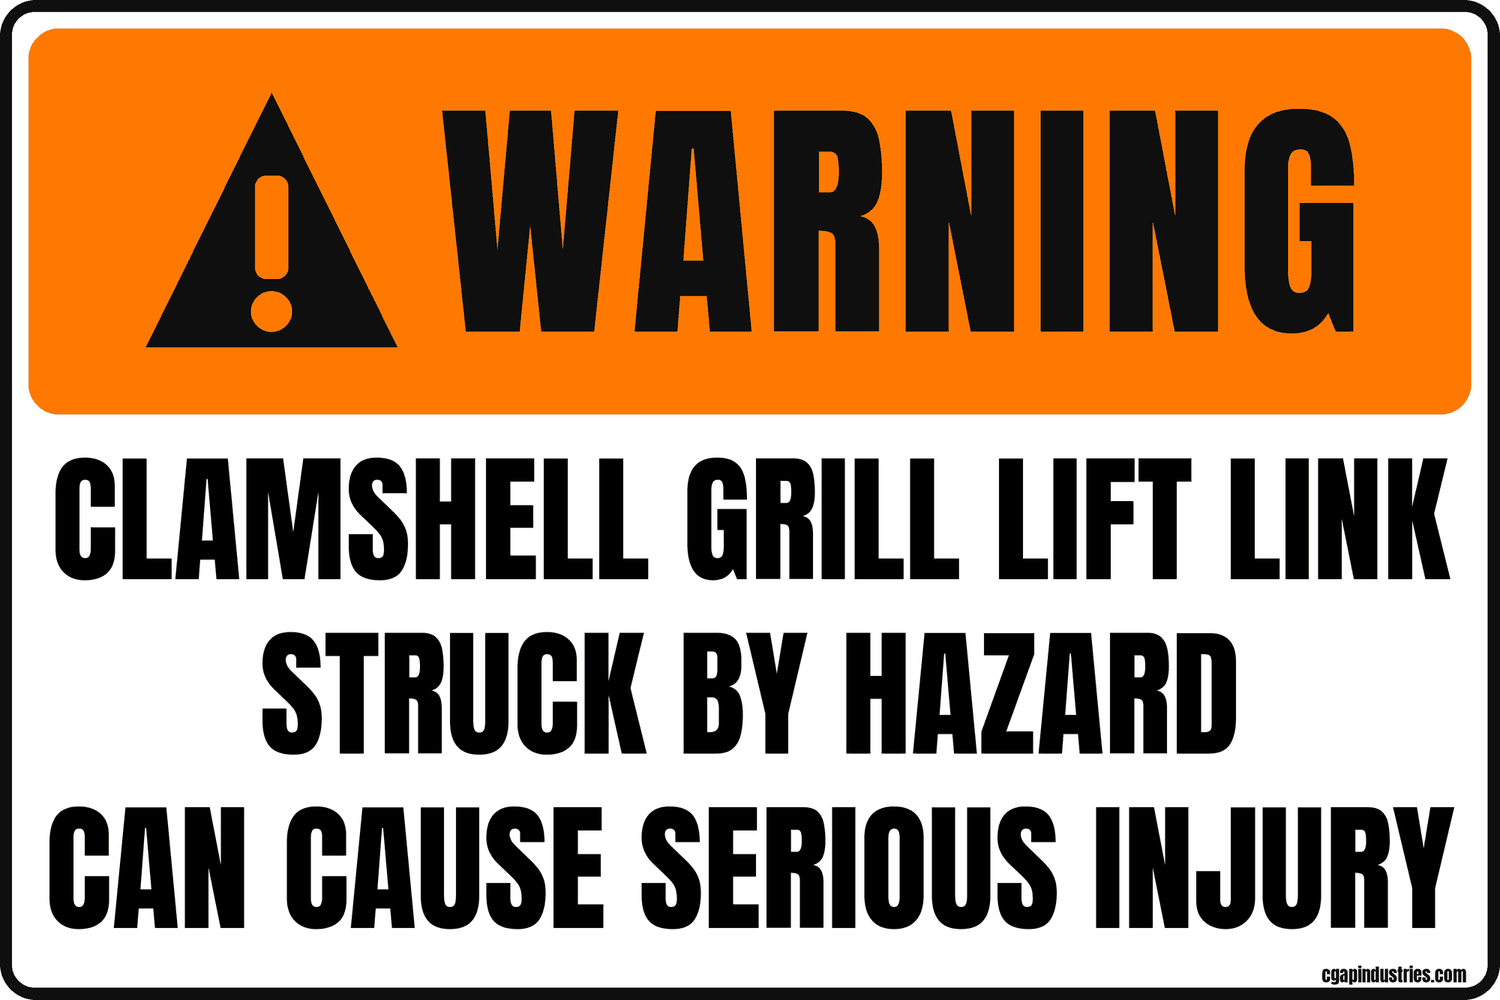 WARNING
CLAMSHELL GRILL LIFT LINK
STRUCK BY HAZARD
CAN CAUSE SERIOUS INJURY
cgapindustries.com